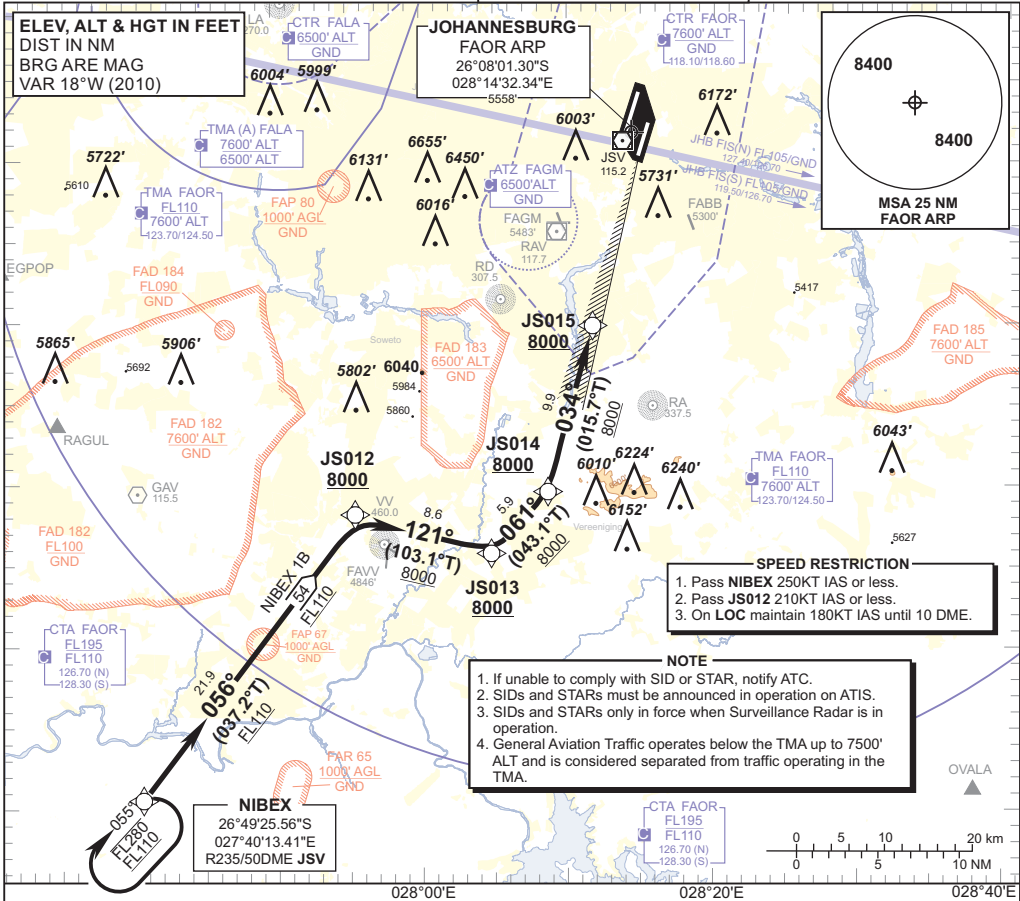 ELEV, ALT & HGT IN FEET
DIST IN NM
BRG ARE MAG
VAR 18°W (2010)
LA
270.0
CTR FALA
C
6500' ALT
GND
JOHANNESBURG
FAOR ARP
26°08'01.30"S
028°14'32.34"E
5558'
CTR FAOR
C
7600' ALT
GND
118.10/118.60
8400
8400
MSA 25 NM
FAOR ARP
6004'
5999'
6003'
6172'
TMA (A) FALA
C
7600' ALT
6500' ALT
JSV
115.2
JHB FIS(N) FL105/GND
JHB FIS(S) FL105/GND
119.50/126.70
5722'
5610
TMA FAOR
C
FL110
7600' ALT
123.70/124.50
6131'
6655'
6450'
6016'
FAP 80
1000' AGL
GND
ATZ FAGM
C
6500'ALT
GND
FAGM
5483'
RAV
117.7
5731'
FABB
5300'
EGPOP
FAD 184
FL090
GND
RD
307.5
5417
JS015
8000
Soweto
FAD 183
6500' ALT
GND
FAD 185
7600' ALT
GND
5865'
5692
5906'
5802'
6040
5984
5860
9.9
034°
(015.7°T)
8000
RA
337.5
RAGUL
FAD 182
7600' ALT
GND
JS012
8000
JS014
8000
6010'
6224'
6240'
6152'
6043'
TMA FAOR
C
FL110
7600' ALT
123.70/124.50
GAV
115.5
VV
460.0
8.6
121°
(103.1°T)
8000
5.9
061°
(043.1°T)
8000
Vereeniging
5627
FAD 182
FL100
GND
FAVV
4846'
JS013
8000
NIBEX 1B
54
FL110
SPEED RESTRICTION
1. Pass NIBEX 250KT IAS or less.
2. Pass JS012 210KT IAS or less.
3. On LOC maintain 180KT IAS until 10 DME.
CTA FAOR
C
FL195
FL110
126.70 (N)
128.30 (S)
FAP 67
1000' AGL
GND
21.9
056°
(037.2°T)
FL110
NOTE
1. If unable to comply with SID or STAR, notify ATC.
2. SIDs and STARs must be announced in operation on ATIS.
3. SIDs and STARs only in force when Surveillance Radar is in
operation.
4. General Aviation Traffic operates below the TMA up to 7500'
ALT and is considered separated from traffic operating in the
TMA.
FAR 65
1000' AGL
GND
OVALA
055°
FL280
FL110
NIBEX
26°49'25.56"S
027°40'13.41"E
R235/50DME JSV
CTA FAOR
C
FL195
FL110
126.70 (N)
128.30 (S)
0 5 10 20 km
0 5 10 NM
028°00'E
028°20'E
028°40'E